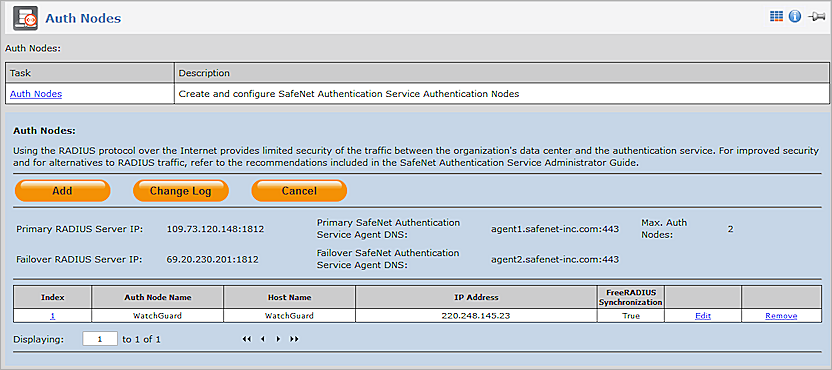 Auth Nodes
Auth Nodes:
Task Description
Auth Nodes Create and configure SafeNet Authentication Service Authentication Nodes
Auth Nodes:
Using the RADIUS protocol over the Internet provides limited security of the traffic between the organization's data center and the authentication service. For improved security
and for alternatives to RADIUS traffic, refer to the recommendations included in the SafeNet Authentication Service Administrator Guide.
Add Change Log Cancel
Primary RADIUS Server IP: 109.73.120.148:1812 Primary SafeNet Authentication Service Agent DNS: agent1.safenet-inc.com:443 Max. Auth Nodes: 2
Failover RADIUS Server IP: 69.20.230.201:1812 Failover SafeNet Authentication Service Agent DNS: agent2.safenet-inc.com:443
Index Auth Node Name Host Name IP Address FreeRADIUS Synchronization
1 WatchGuard WatchGuard 220.248.145.23 True Edit Remove
Displaying: 1 to 1 of 1